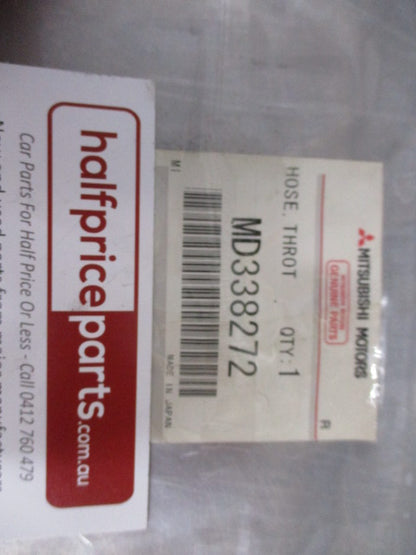 MITSUBISHI MOTORS
GENUINE PARTS
R
HOSE, THROT QTY:1
MD338272
MI
MADE IN JAPAN
halfpriceparts.com.au
Car Parts For Half Price Or Less - Call 0412 760 479